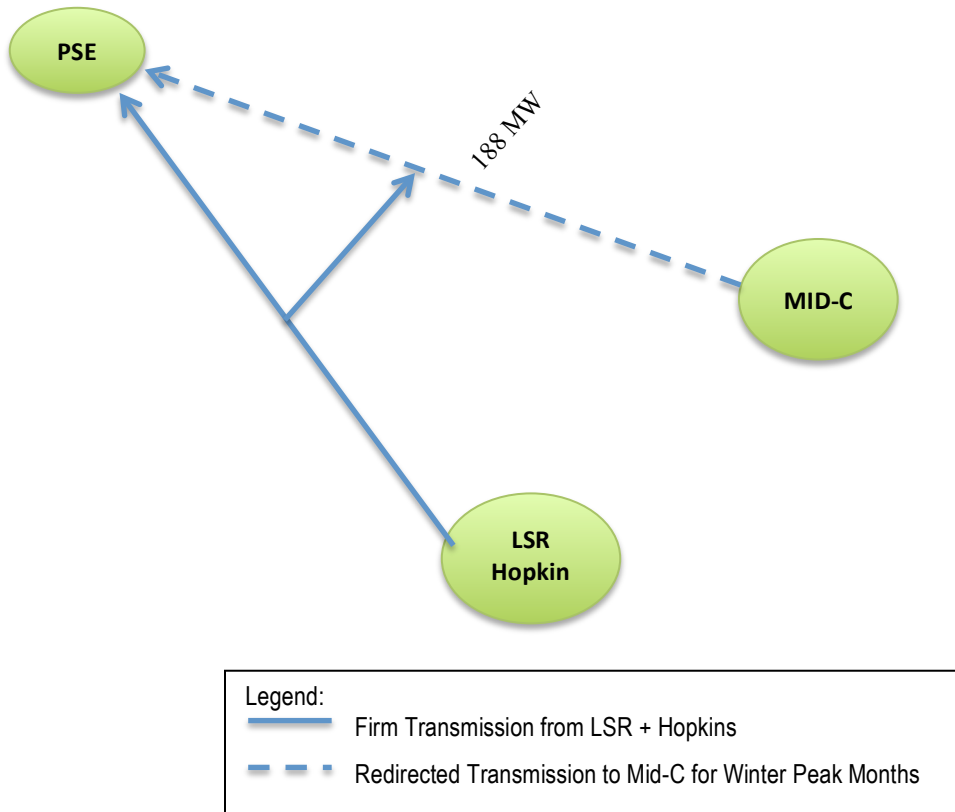 PSE
188 MW
MID-C
LSR
Hopkin
Legend:
Firm Transmission from LSR + Hopkins
Redirected Transmission to Mid-C for Winter Peak Months